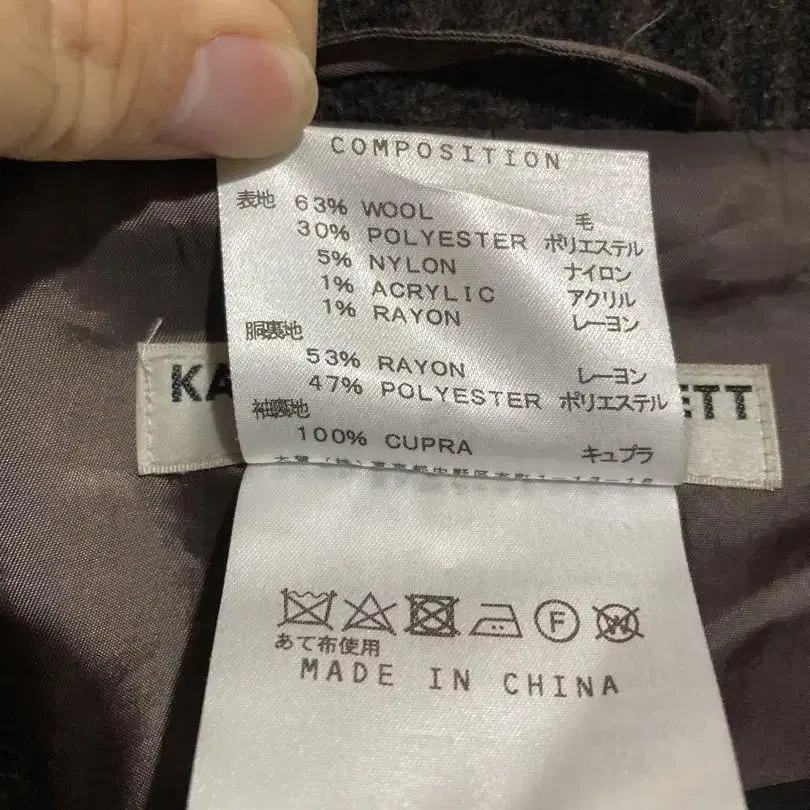 COMPOSITION
表地 63% WOOL 毛
30% POLYESTER ポリエステル
5% NYLON ナイロン
1% ACRYLIC アクリル
1% RAYON レーヨン
胴裏地
53% RAYON レーヨン
47% POLYESTER ポリエステル
袖裏地
100% CUPRA キュプラ
KA
ETT
F W
あて布使用
MADE IN CHINA